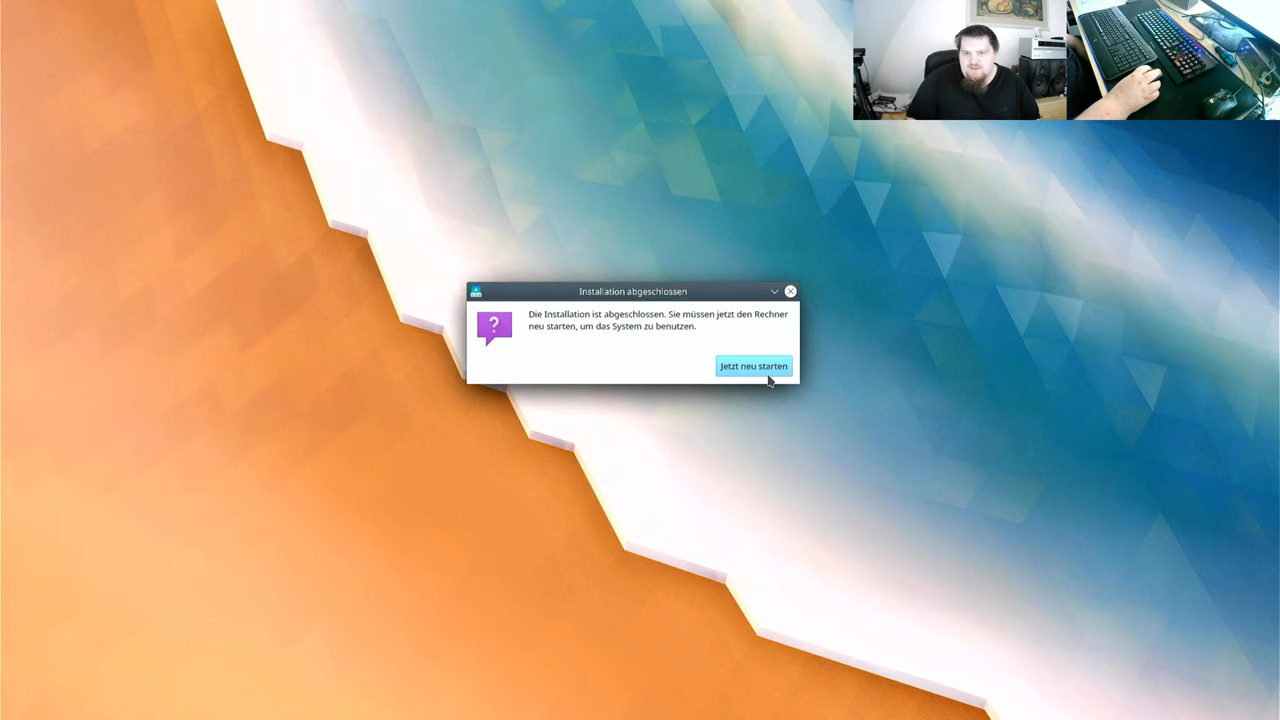 Installation abgeschlossen
Die Installation ist abgeschlossen. Sie müssen jetzt den Rechner
neu starten, um das System zu benutzen.
Jetzt neu starten